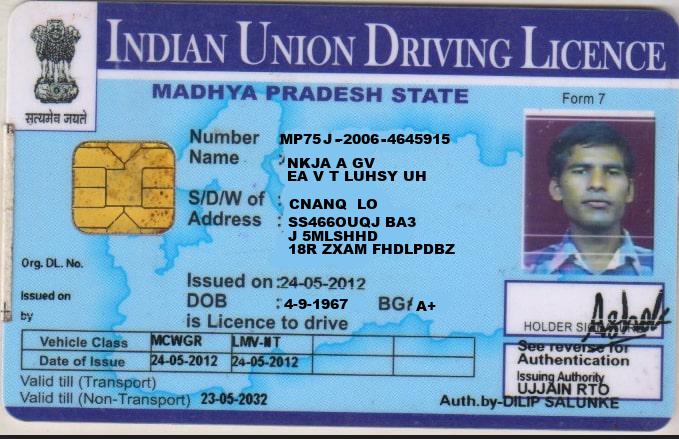 INDIAN UNION DRIVING LICENCE
सत्यमेव जयते
MADHYA PRADESH STATE
Form 7
Number MP75J-2006-4645915
Name : NKJA A GV
EA V T LUHSY UH
S/D/W of : CNANQ LO
Address : SS466OUQJ BA3
J 5MLSHHD
18R ZXAM FHDLPDBZ
Org. DL. No.
Issued on
by
Issued on :24-05-2012
DOB :4-9-1967 BG: A+
is Licence to drive
HOLDER SIGNATURE
Vehicle Class MCWGR LMV-NT
Date of Issue 24-05-2012 24-05-2012
Valid till (Transport)
Valid till (Non-Transport) 23-05-2032
See reverse for
Authentication
Issuing Authority
UJJAIN RTO
Auth.by-DILIP SALUNKE